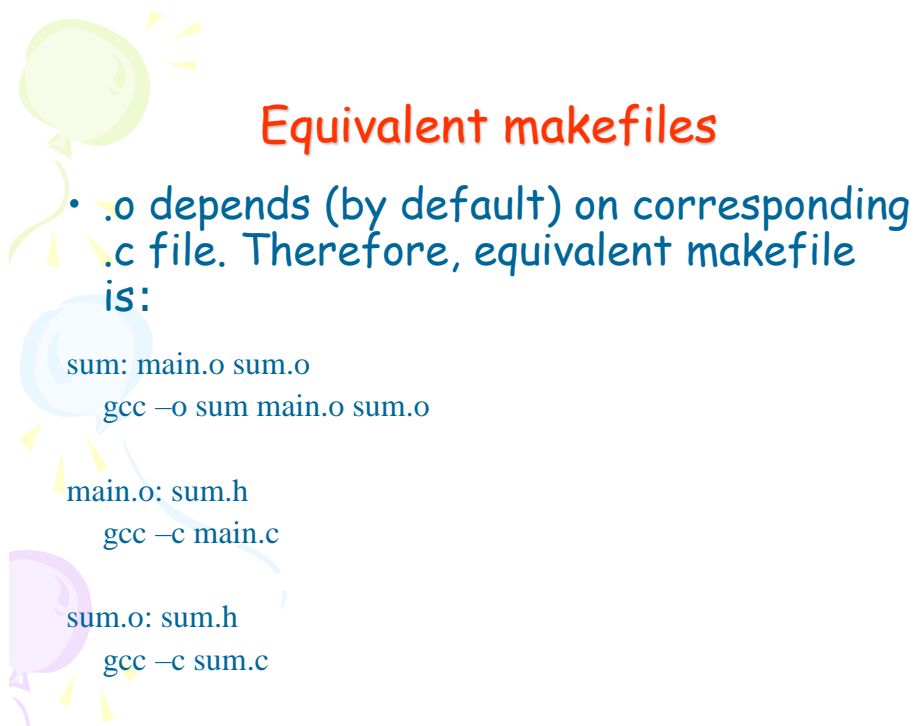 Equivalent makefiles
• .o depends (by default) on corresponding
.c file. Therefore, equivalent makefile
is:
sum: main.o sum.o
gcc –o sum main.o sum.o
main.o: sum.h
gcc –c main.c
sum.o: sum.h
gcc –c sum.c